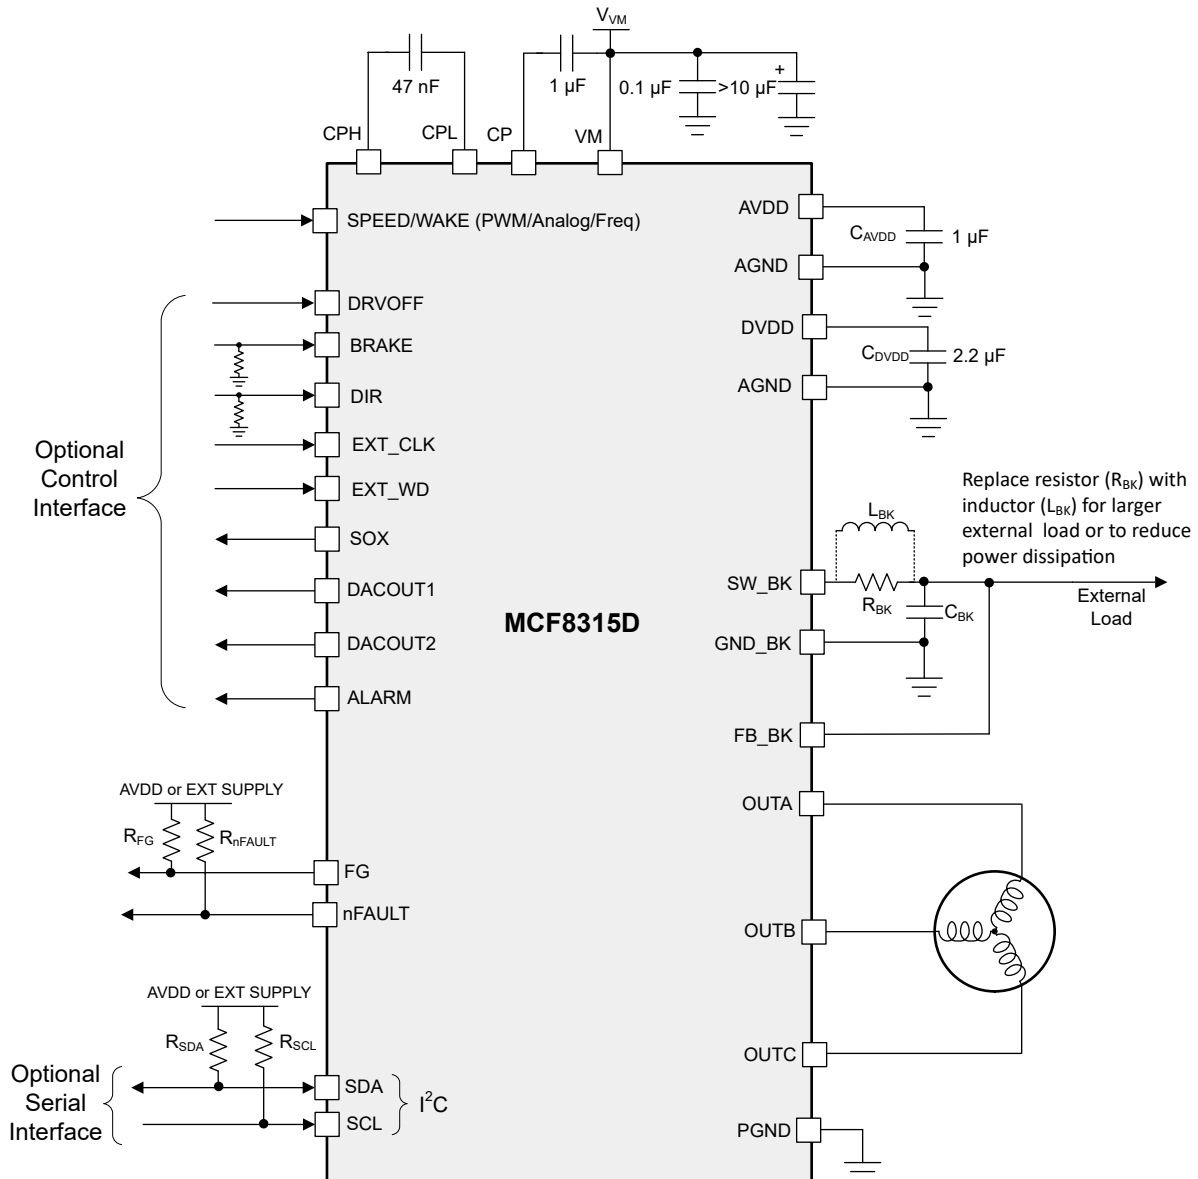 V_VM
47 nF
1 µF
0.1 µF
>10 µF
+
CPH
CPL
CP
VM
SPEED/WAKE (PWM/Analog/Freq)
AVDD
C_AVDD
1 µF
AGND
DRVOFF
DVDD
BRAKE
C_DVDD
2.2 µF
AGND
DIR
Optional
Control
Interface
EXT_CLK
EXT_WD
SOX
DACOUT1
DACOUT2
ALARM
MCF8315D
Replace resistor (R_BK) with
inductor (L_BK) for larger
external load or to reduce
power dissipation
L_BK
SW_BK
R_BK
C_BK
External
Load
GND_BK
FB_BK
AVDD or EXT SUPPLY
R_FG
R_nFAULT
FG
nFAULT
OUTA
OUTB
OUTC
AVDD or EXT SUPPLY
R_SDA
R_SCL
Optional
Serial
Interface
SDA
SCL
I²C
PGND